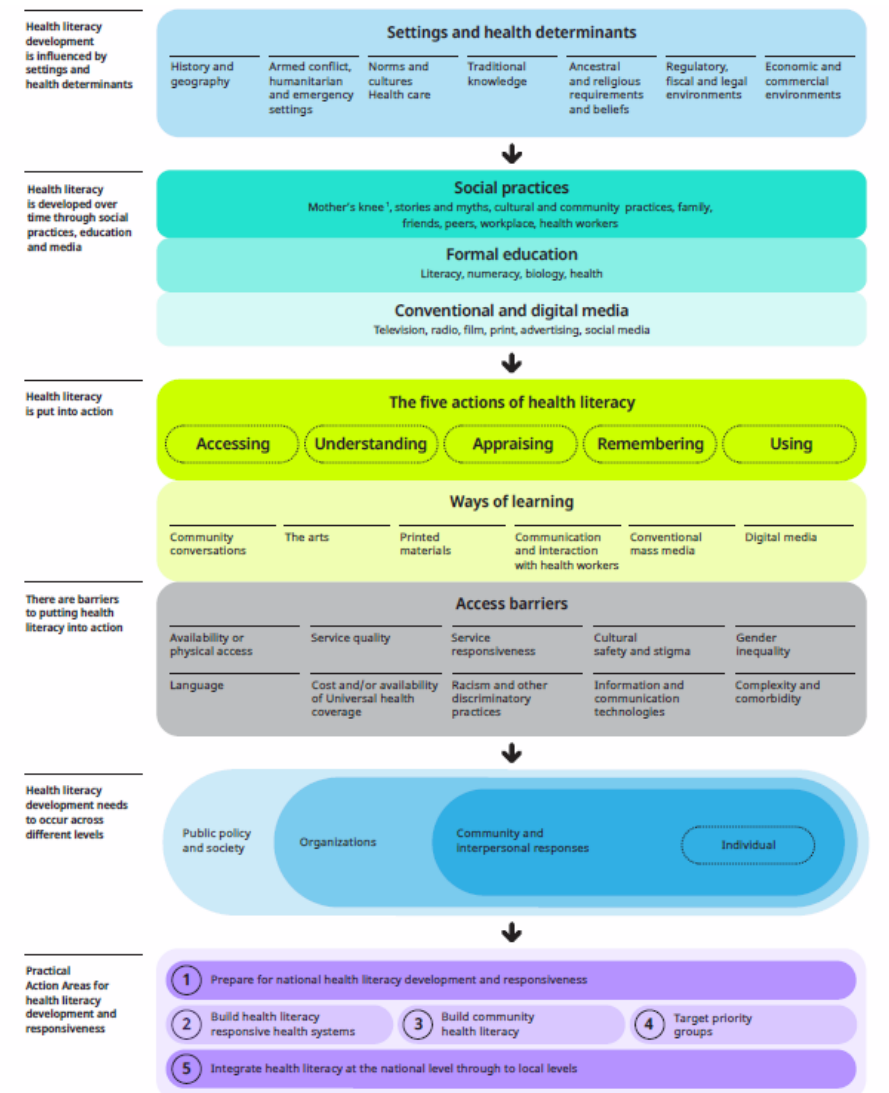 Health literacy
development
is influenced by
settings and
health determinants
Settings and health determinants
History and
geography
Armed conflict,
humanitarian
and emergency
settings
Norms and
cultures
Health care
Traditional
knowledge
Ancestral
and religious
requirements
and beliefs
Regulatory,
fiscal and legal
environments
Economic and
commercial
environments
Health literacy
is developed over
time through social
practices, education
and media
Social practices
Mother's knee¹, stories and myths, cultural and community practices, family,
friends, peers, workplace, health workers
Formal education
Literacy, numeracy, biology, health
Conventional and digital media
Television, radio, film, print, advertising, social media
Health literacy
is put into action
The five actions of health literacy
Accessing
Understanding
Appraising
Remembering
Using
Ways of learning
Community
conversations
The arts
Printed
materials
Communication
and interaction
with health workers
Conventional
mass media
Digital media
There are barriers
to putting health
literacy into action
Access barriers
Availability or
physical access
Service quality
Service
responsiveness
Cultural
safety and stigma
Gender
inequality
Language
Cost and/or availability
of Universal health
coverage
Racism and other
discriminatory
practices
Information and
communication
technologies
Complexity and
comorbidity
Health literacy
development needs
to occur across
different levels
Public policy
and society
Organizations
Community and
interpersonal responses
Individual
Practical
Action Areas for
health literacy
development and
responsiveness
1 Prepare for national health literacy development and responsiveness
2 Build health literacy
responsive health systems
3 Build community
health literacy
4 Target priority
groups
5 Integrate health literacy at the national level through to local levels